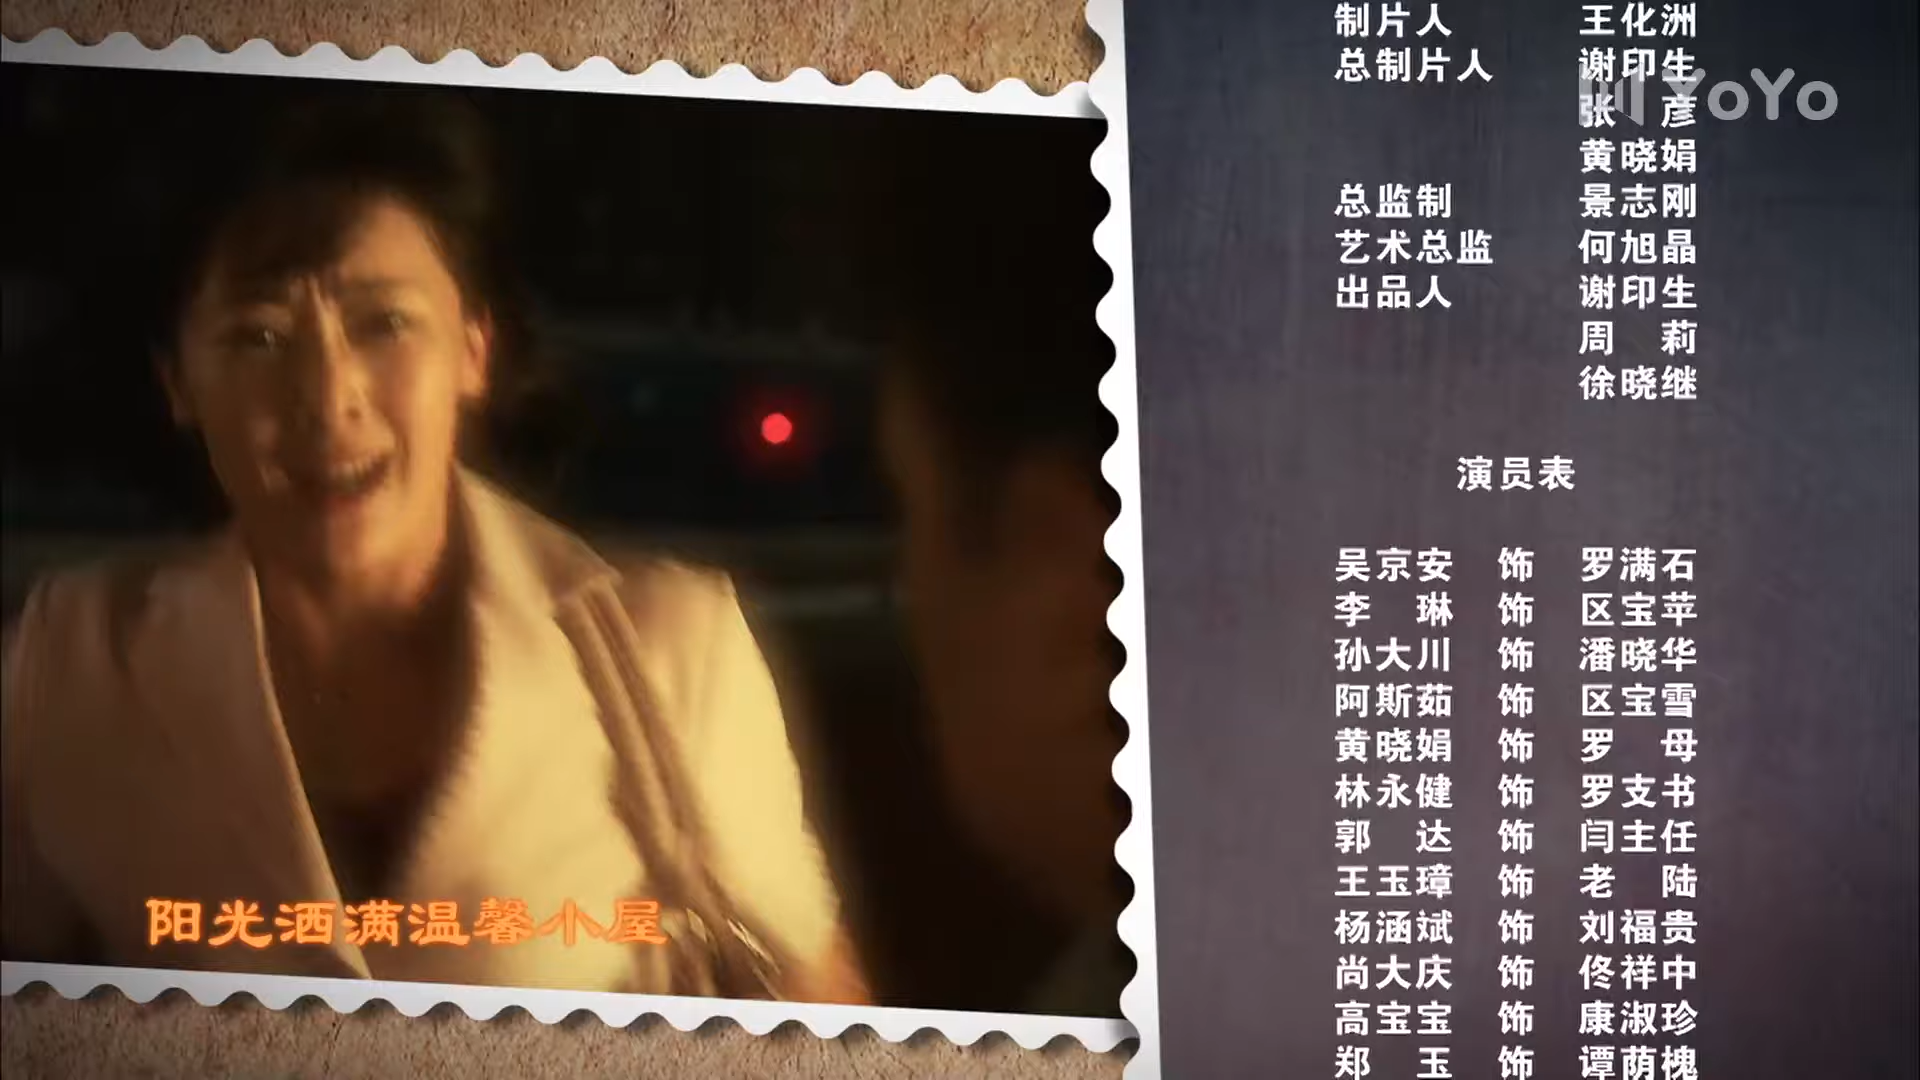 制片人 王化洲
总制片人 谢印生
张 彦
黄晓娟
总监制 景志刚
艺术总监 何旭晶
出品人 谢印生
周 莉
徐晓继
演员表
吴京安 饰 罗满石
李 琳 饰 区宝苹
孙大川 饰 潘晓华
阿斯茹 饰 区宝雪
黄晓娟 饰 罗 母
林永健 饰 罗支书
郭 达 饰 闫主任
王玉璋 饰 老 陆
杨涵斌 饰 刘福贵
尚大庆 饰 佟祥中
高宝宝 饰 康淑珍
郑 玉 饰 谭荫槐
YoYo
阳光洒满温馨小屋